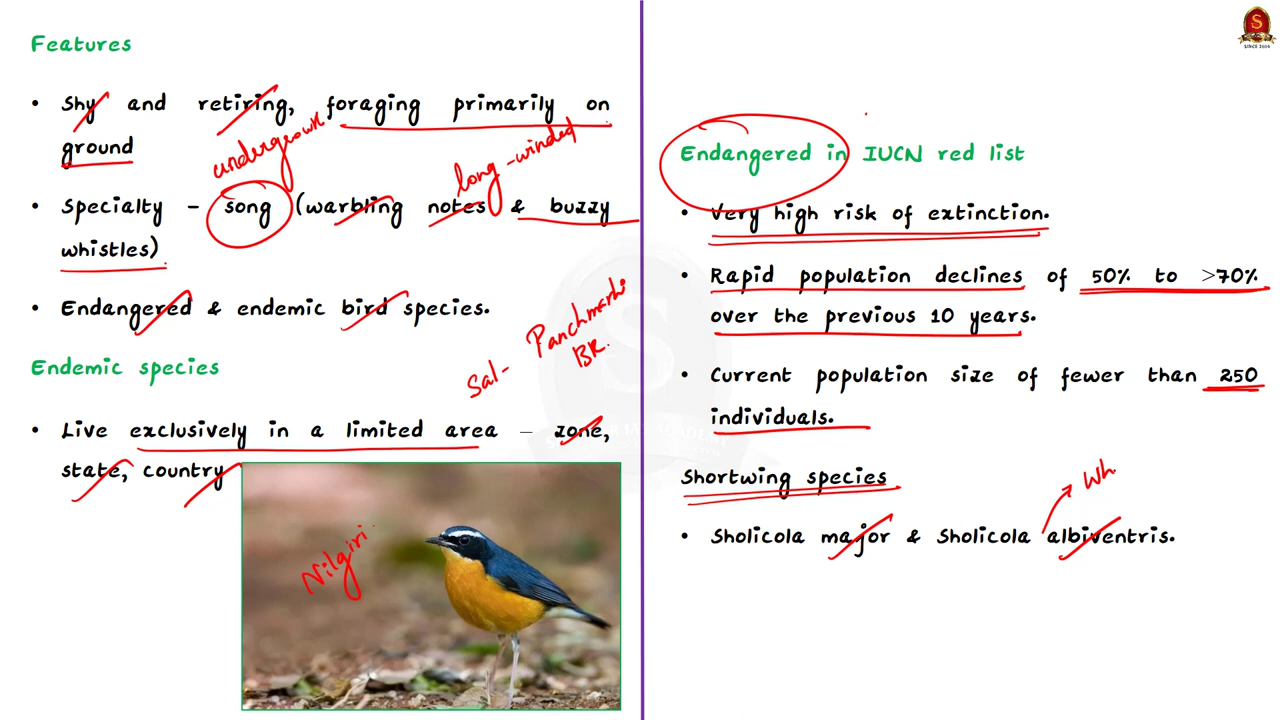 Features
• Shy and retiring, foraging primarily on
ground
undergrowth
long-winded
• Specialty - song (warbling notes & buzzy
whistles)
• Endangered & endemic bird species.
Panchmarhi
BR.
Sal-
Endemic species
• Live exclusively in a limited area – zone,
state, country
Nilgiri
S
SINCE 2004
Endangered in IUCN red list
• Very high risk of extinction.
• Rapid population declines of 50% to >70%
over the previous 10 years.
• Current population size of fewer than 250
individuals.
Shortwing species
Wh
• Sholicola major & Sholicola albiventris.